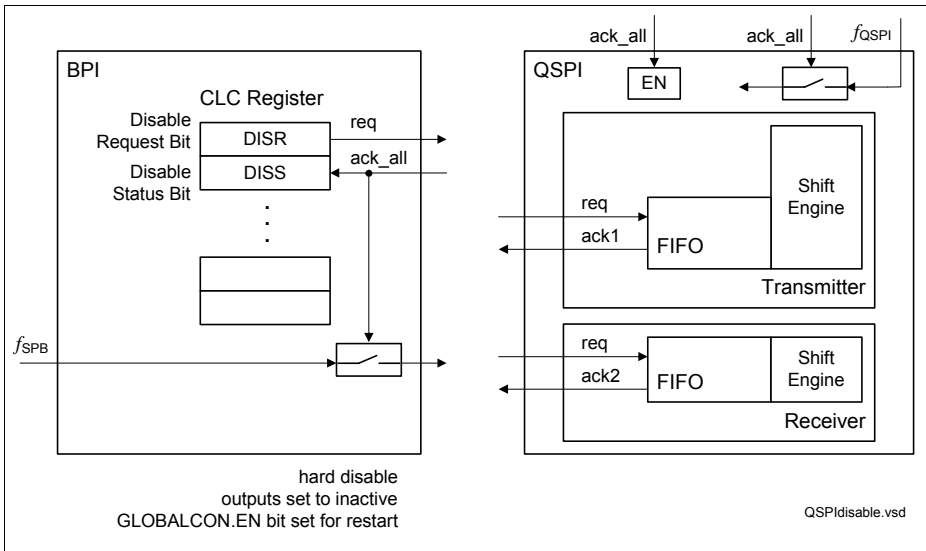 BPI
CLC Register
Disable
Request Bit
DISR
req
Disable
Status Bit
DISS
ack_all
.
.
.
fSPB
hard disable
outputs set to inactive
GLOBALCON.EN bit set for restart
ack_all
ack_all
fQSPI
QSPI
EN
Shift
Engine
req
ack1
FIFO
Transmitter
req
ack2
FIFO
Shift
Engine
Receiver
QSPIdisable.vsd